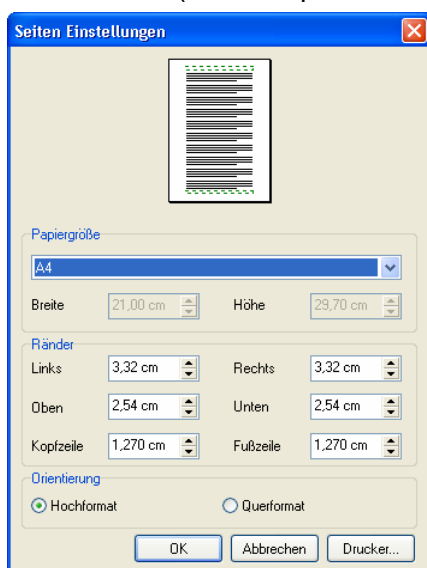 Seiten Einstellungen
Papiergröße
A4
Breite 21,00 cm Höhe 29,70 cm
Ränder
Links 3,32 cm Rechts 3,32 cm
Oben 2,54 cm Unten 2,54 cm
Kopfzeile 1,270 cm Fußzeile 1,270 cm
Orientierung
Hochformat Querformat
OK Abbrechen Drucker...